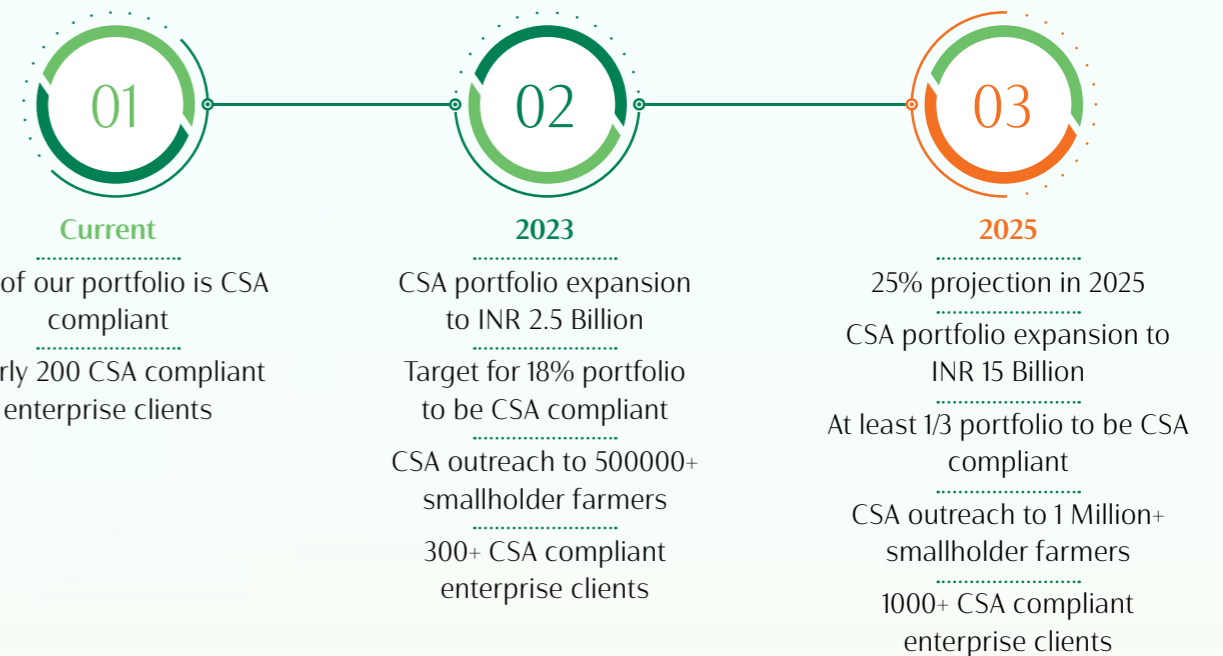 01
02
03
Current
of our portfolio is CSA
compliant
200 CSA compliant
enterprise clients
2023
CSA portfolio expansion
to INR 2.5 Billion
Target for 18% portfolio
to be CSA compliant
CSA outreach to 500000+
smallholder farmers
300+ CSA compliant
enterprise clients
2025
25% projection in 2025
CSA portfolio expansion to
INR 15 Billion
At least 1/3 portfolio to be CSA
compliant
CSA outreach to 1 Million+
smallholder farmers
1000+ CSA compliant
enterprise clients